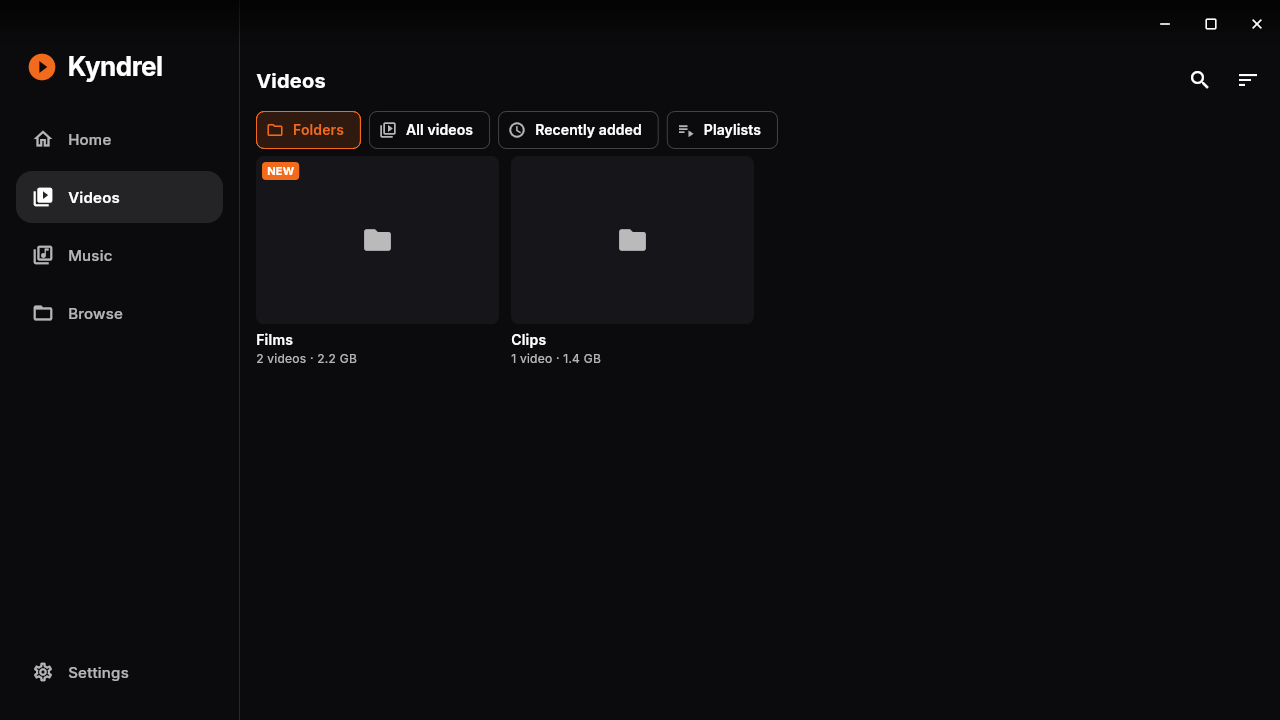 Kyndrel
Home
Videos
Music
Browse
Settings
Videos
Folders
All videos
Recently added
Playlists
NEW
Films
2 videos · 2.2 GB
Clips
1 video · 1.4 GB